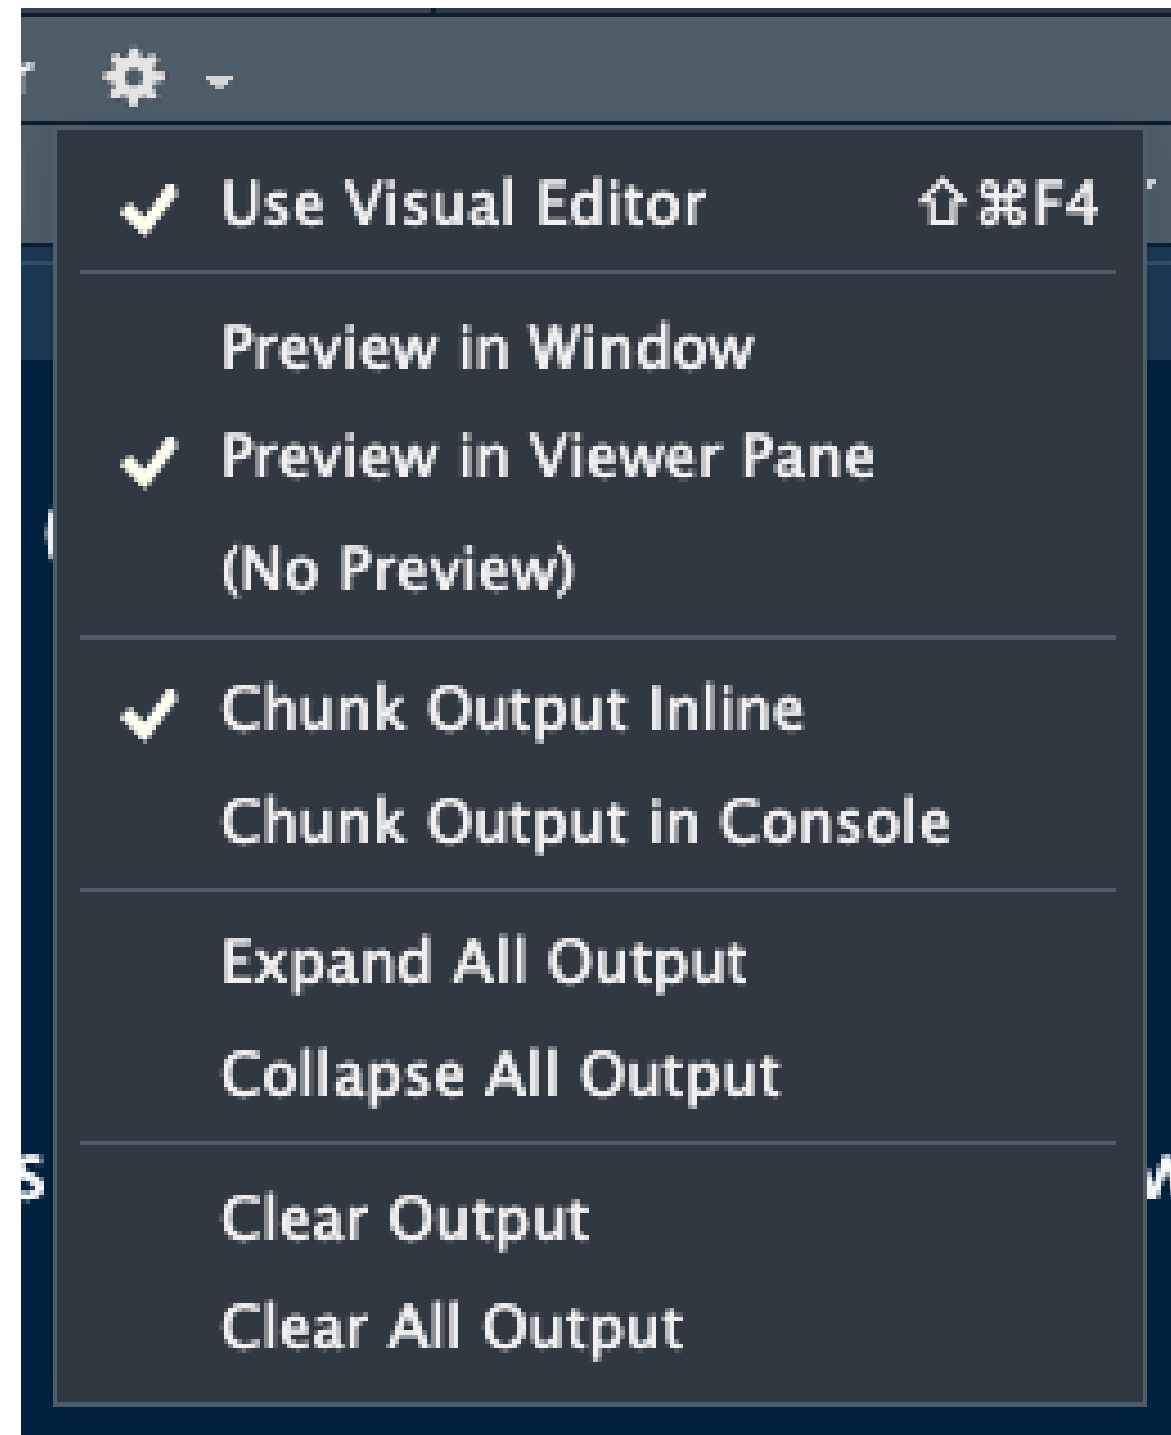 Use Visual Editor ⇧⌘F4
Preview in Window
Preview in Viewer Pane
(No Preview)
Chunk Output Inline
Chunk Output in Console
Expand All Output
Collapse All Output
Clear Output
Clear All Output